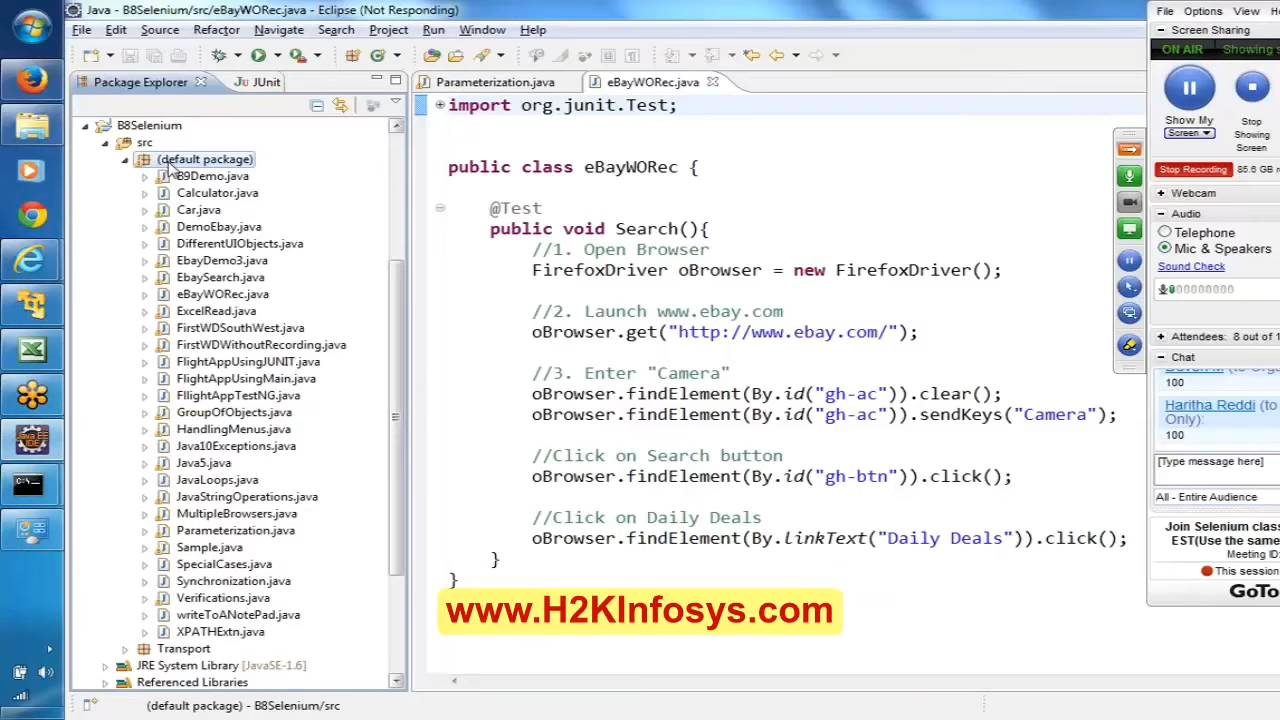 Java - B8Selenium/src/eBayWORec.java - Eclipse (Not Responding)
File Edit Source Refactor Navigate Search Project Run Window Help
Package Explorer
JUnit
B8Selenium
src
(default package)
B9Demo.java
Calculator.java
Car.java
DemoEbay.java
DifferentUIObjects.java
EbayDemo3.java
EbaySearch.java
eBayWORec.java
ExcelRead.java
FirstWDSouthWest.java
FirstWDWithoutRecording.java
FlightAppUsingJUNIT.java
FlightAppUsingMain.java
FllightAppTestNG.java
GroupOfObjects.java
HandlingMenus.java
Java10Exceptions.java
Java5.java
JavaLoops.java
JavaStringOperations.java
MultipleBrowsers.java
Parameterization.java
Sample.java
SpecialCases.java
Synchronization.java
Verifications.java
writeToANotePad.java
XPATHExtn.java
Transport
JRE System Library [JavaSE-1.6]
Referenced Libraries
(default package) - B8Selenium/src
Parameterization.java
eBayWORec.java
import org.junit.Test;
public class eBayWORec {
@Test
public void Search(){
//1. Open Browser
FirefoxDriver oBrowser = new FirefoxDriver();
//2. Launch www.ebay.com
oBrowser.get("http://www.ebay.com/");
//3. Enter "Camera"
oBrowser.findElement(By.id("gh-ac")).clear();
oBrowser.findElement(By.id("gh-ac")).sendKeys("Camera");
//Click on Search button
oBrowser.findElement(By.id("gh-btn")).click();
//Click on Daily Deals
oBrowser.findElement(By.linkText("Daily Deals")).click();
}
}
www.H2KInfosys.com
File Options View
Screen Sharing
ON AIR
Show My
Screen
Stop
Showing
Screen
Stop Recording
85.6 GB
Webcam
Audio
Telephone
Mic & Speakers
Sound Check
Attendees: 8 out of
Chat
100
Haritha Reddi (to
Only):
100
[Type message here]
All - Entire Audience
Join Selenium class
EST(Use the same
Meeting ID:
This session
GoTo